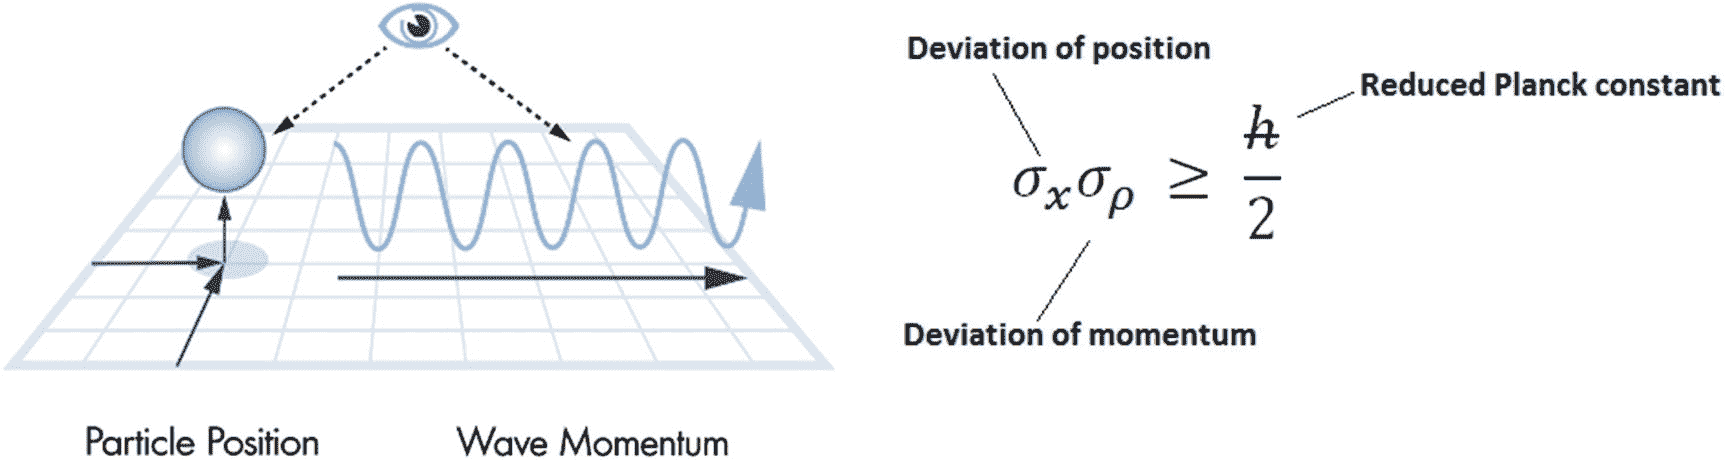 Deviation of position
Reduced Planck constant
σₓσᵨ ≥ ħ/2
Deviation of momentum
Particle Position
Wave Momentum